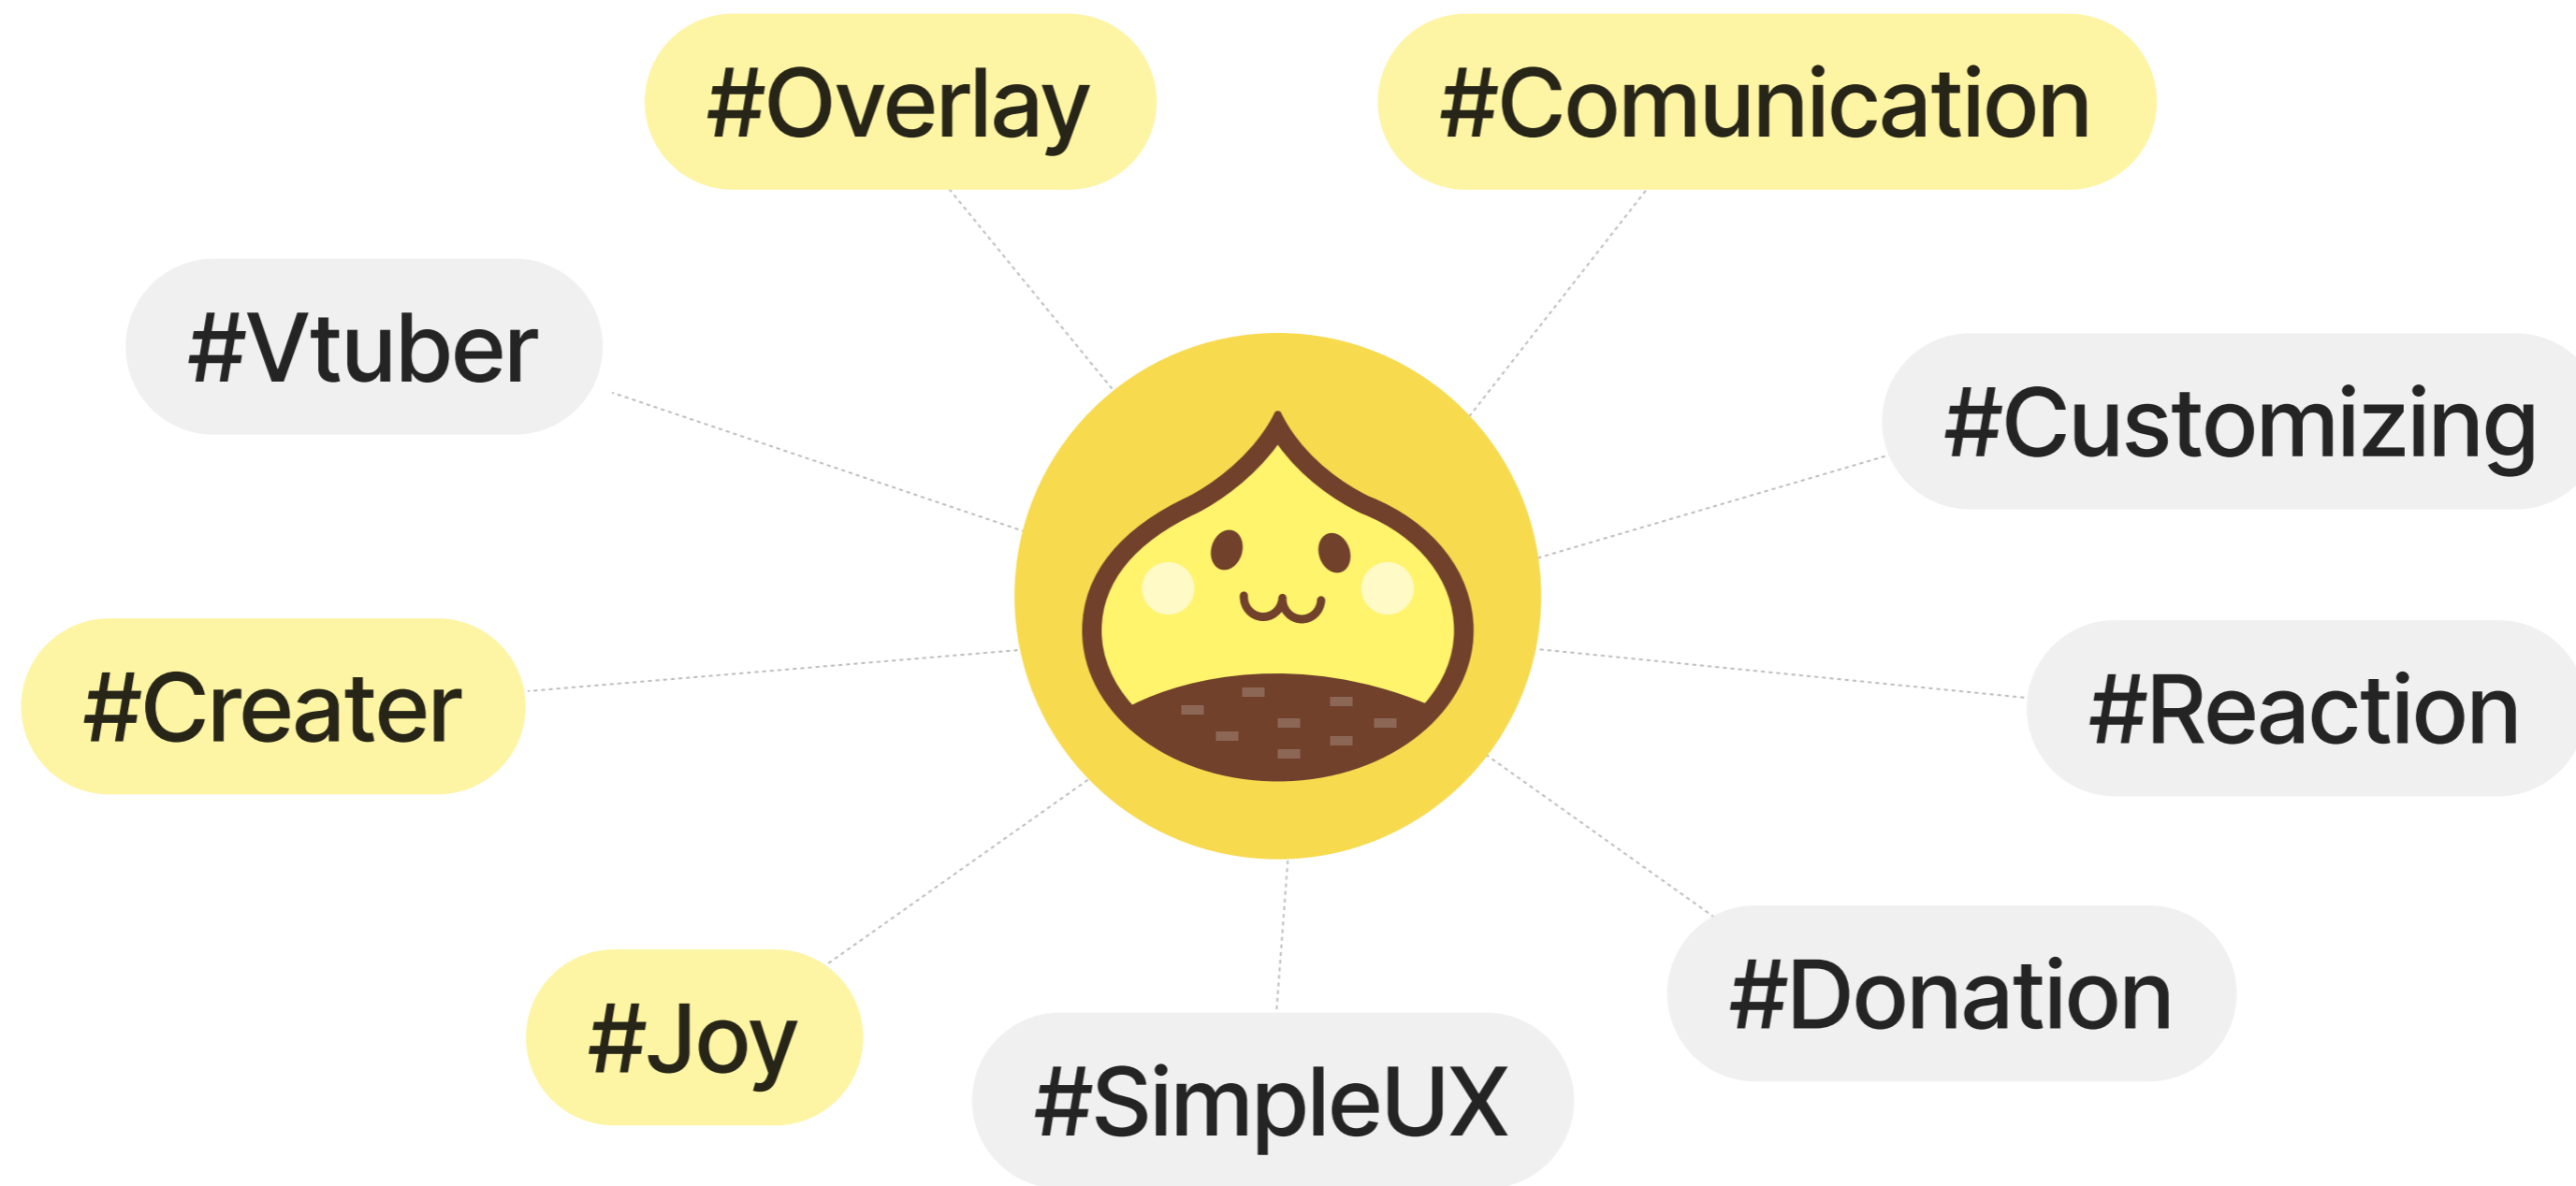 #Overlay
#Comunication
#Vtuber
#Customizing
#Creater
#Reaction
#Joy
#Donation
#SimpleUX